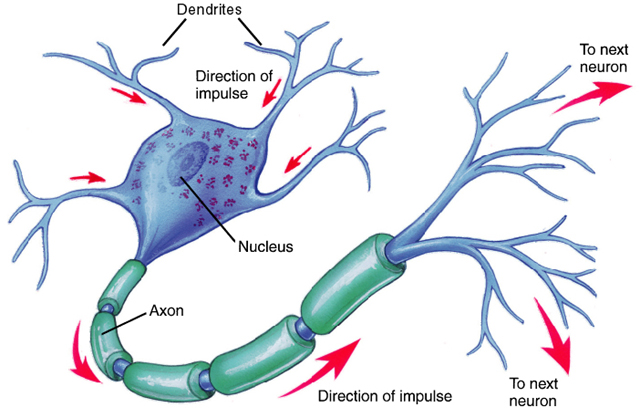 Dendrites
To next
neuron
Direction of
impulse
Nucleus
Axon
Direction of impulse
To next
neuron